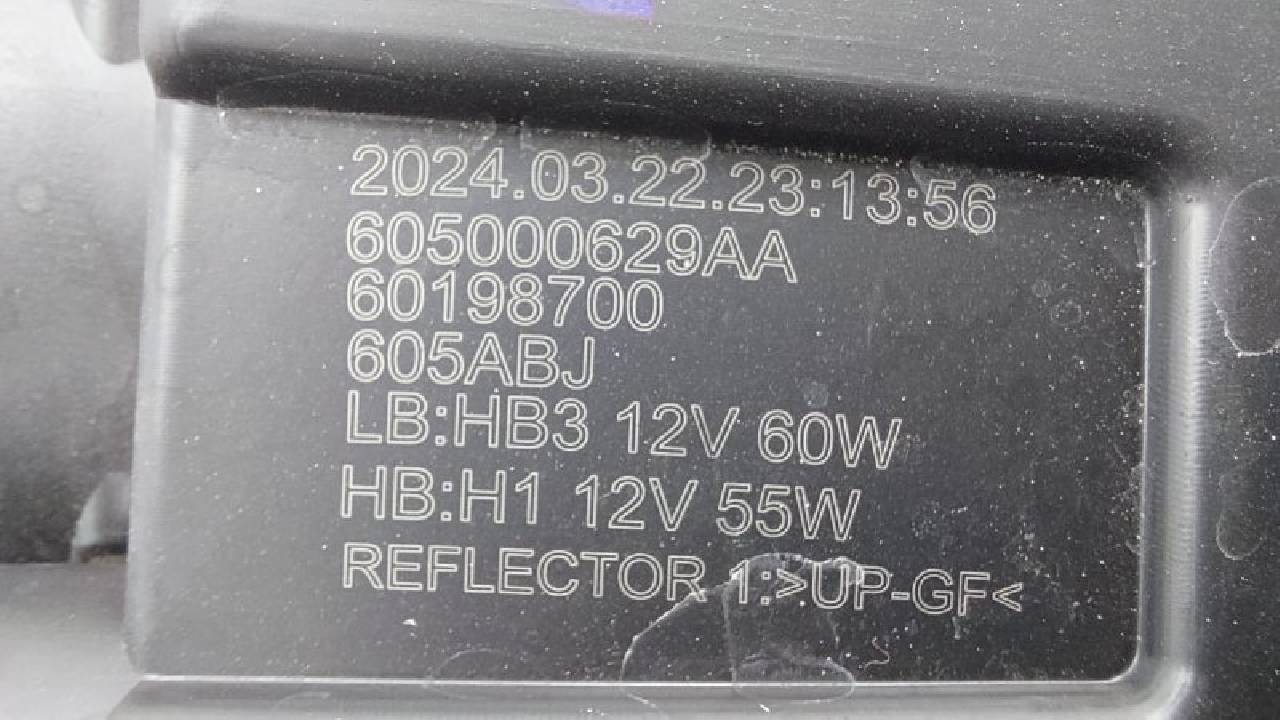 2024.03.22.23:13:56
605000629AA
60198700
605ABJ
LB:HB3 12V 60W
HB:H1 12V 55W
REFLECTOR 1:>UP-GF<